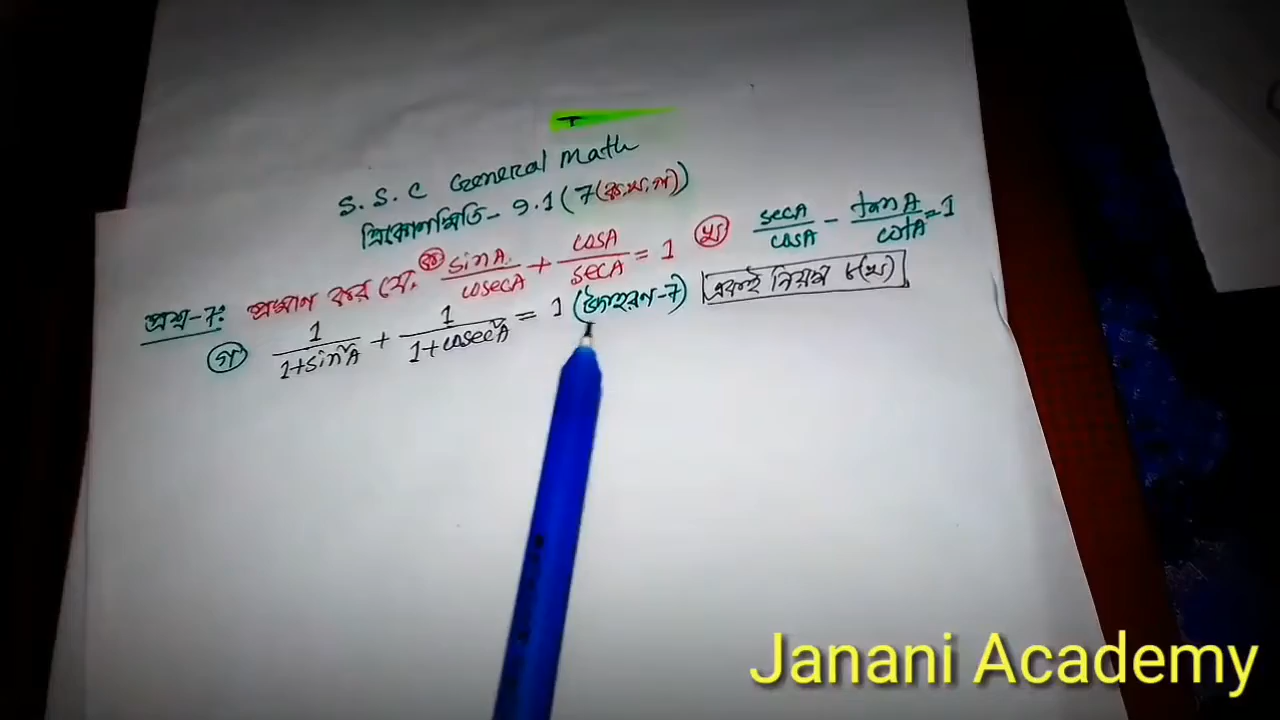 S. S. C General Math
ত্রিকোণমিতি- 9.1 (7(ক,খ,গ))
প্রশ্ন-7: প্রমাণ কর যে, (ক) sinA/cosecA + cosA/secA = 1 (খ) secA/cosA − tanA/cotA = 1
(গ) 1/(1+sin²A) + 1/(1+cosec²A) = 1 (উদাহরণ-7) একই নিয়ম ৮(খ)
Janani Academy